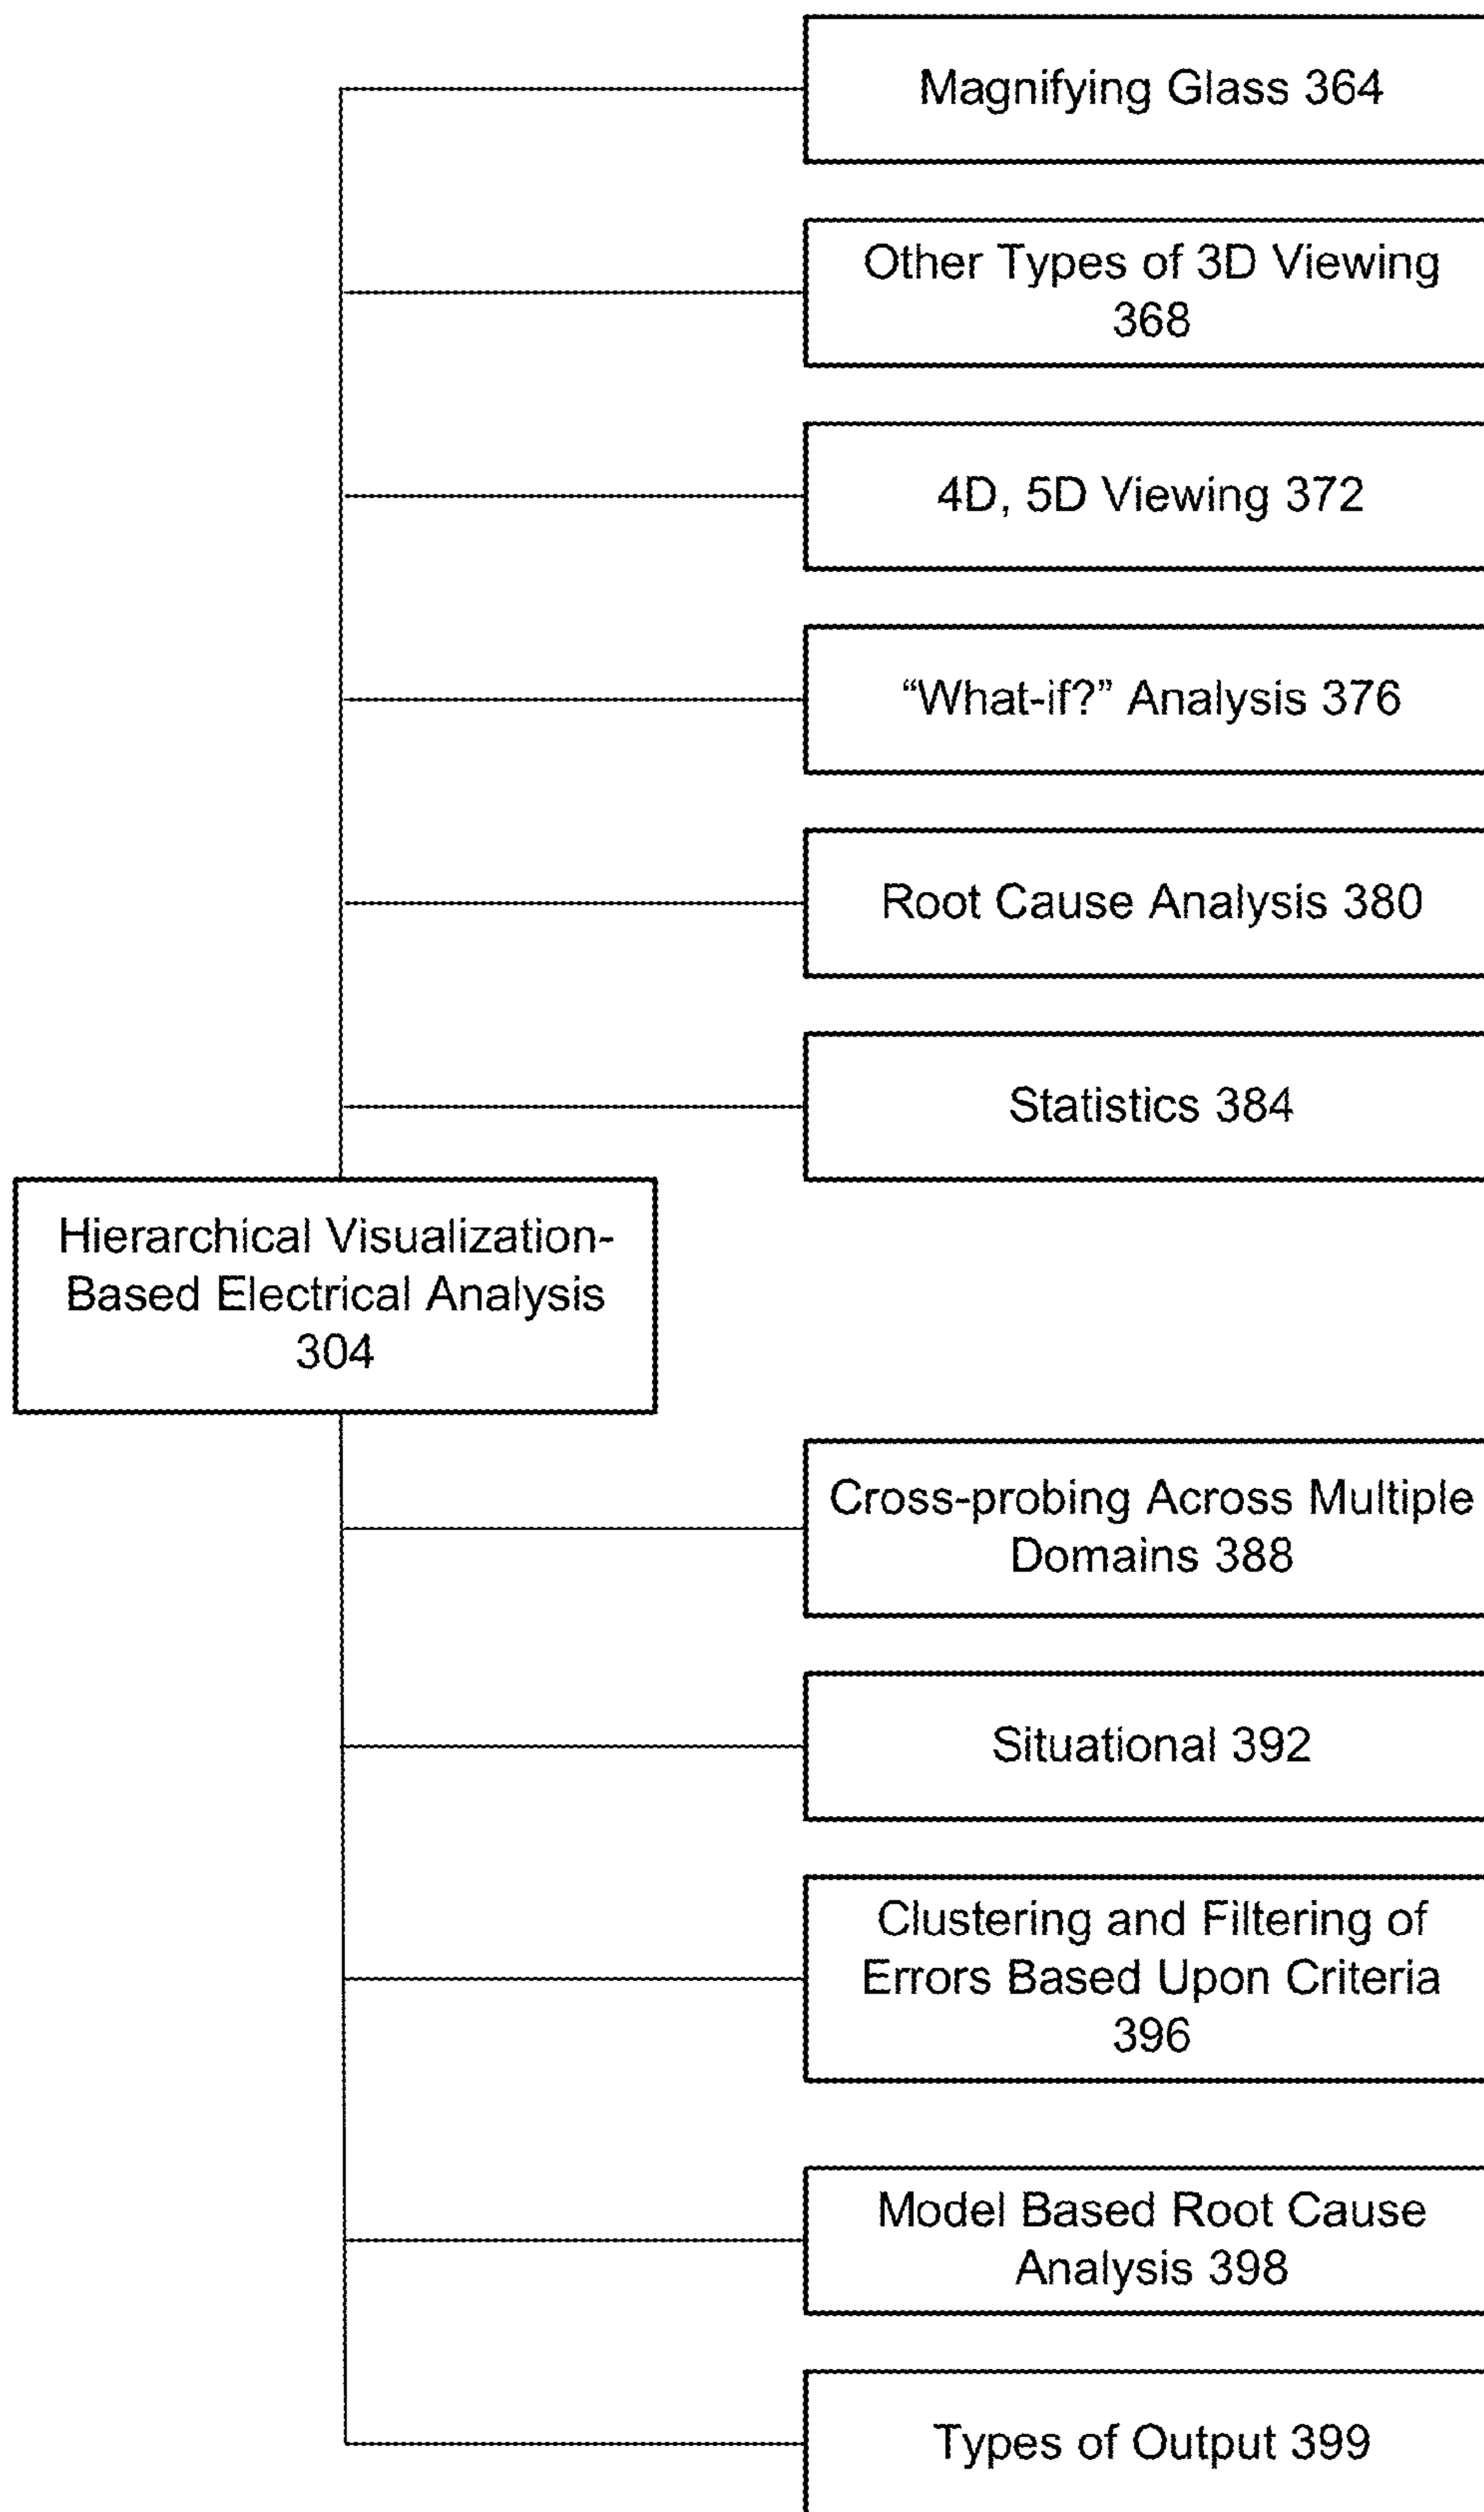 Magnifying Glass 364
Other Types of 3D Viewing
368
4D, 5D Viewing 372
“What-if?” Analysis 376
Root Cause Analysis 380
Statistics 384
Hierarchical Visualization-
Based Electrical Analysis
304
Cross-probing Across Multiple
Domains 388
Situational 392
Clustering and Filtering of
Errors Based Upon Criteria
396
Model Based Root Cause
Analysis 398
Types of Output 399